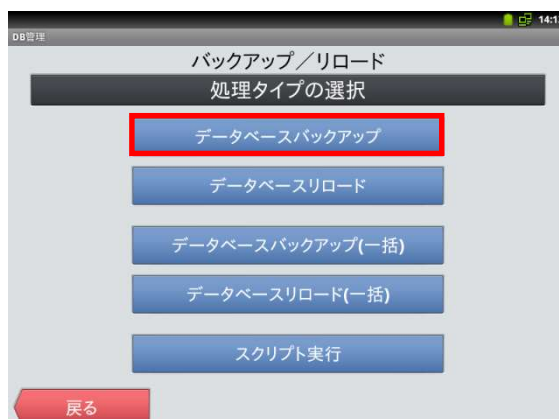 14:1
DB管理
バックアップ／リロード
処理タイプの選択
データベースバックアップ
データベースリロード
データベースバックアップ(一括)
データベースリロード(一括)
スクリプト実行
戻る